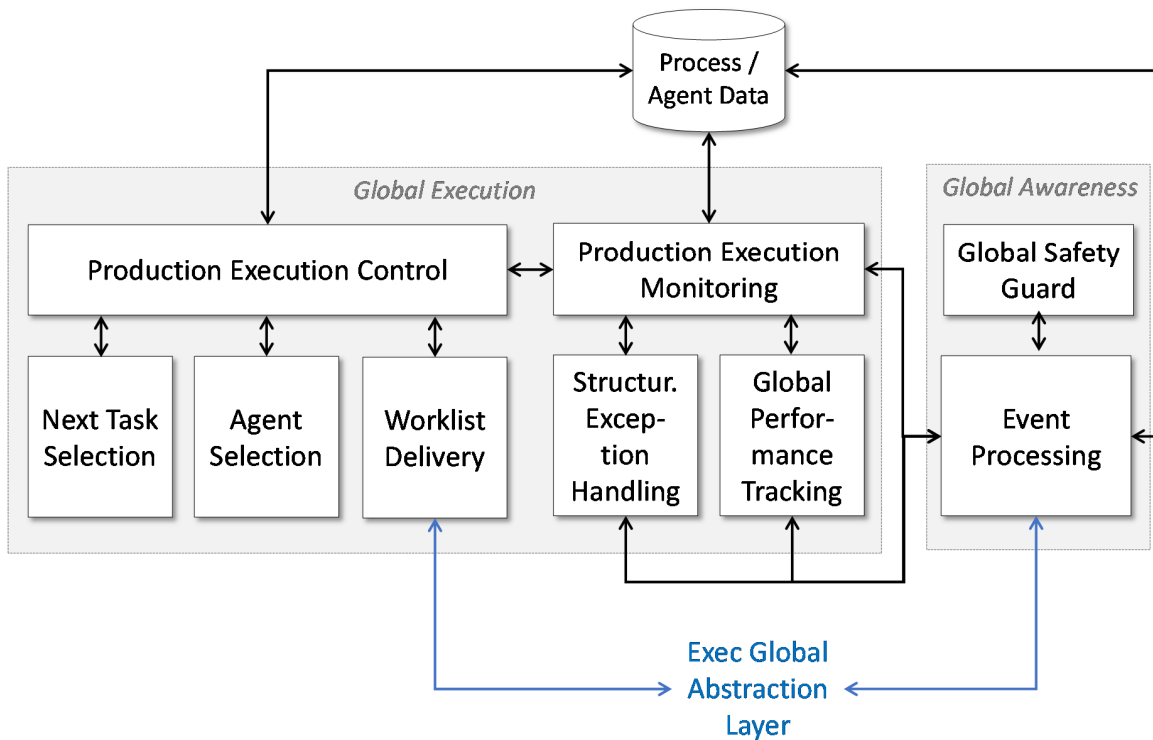 Process /
Agent Data
Global Execution
Global Awareness
Production Execution Control
Production Execution
Monitoring
Global Safety
Guard
Next Task
Selection
Agent
Selection
Worklist
Delivery
Structur.
Excep-
tion
Handling
Global
Perfor-
mance
Tracking
Event
Processing
Exec Global
Abstraction
Layer